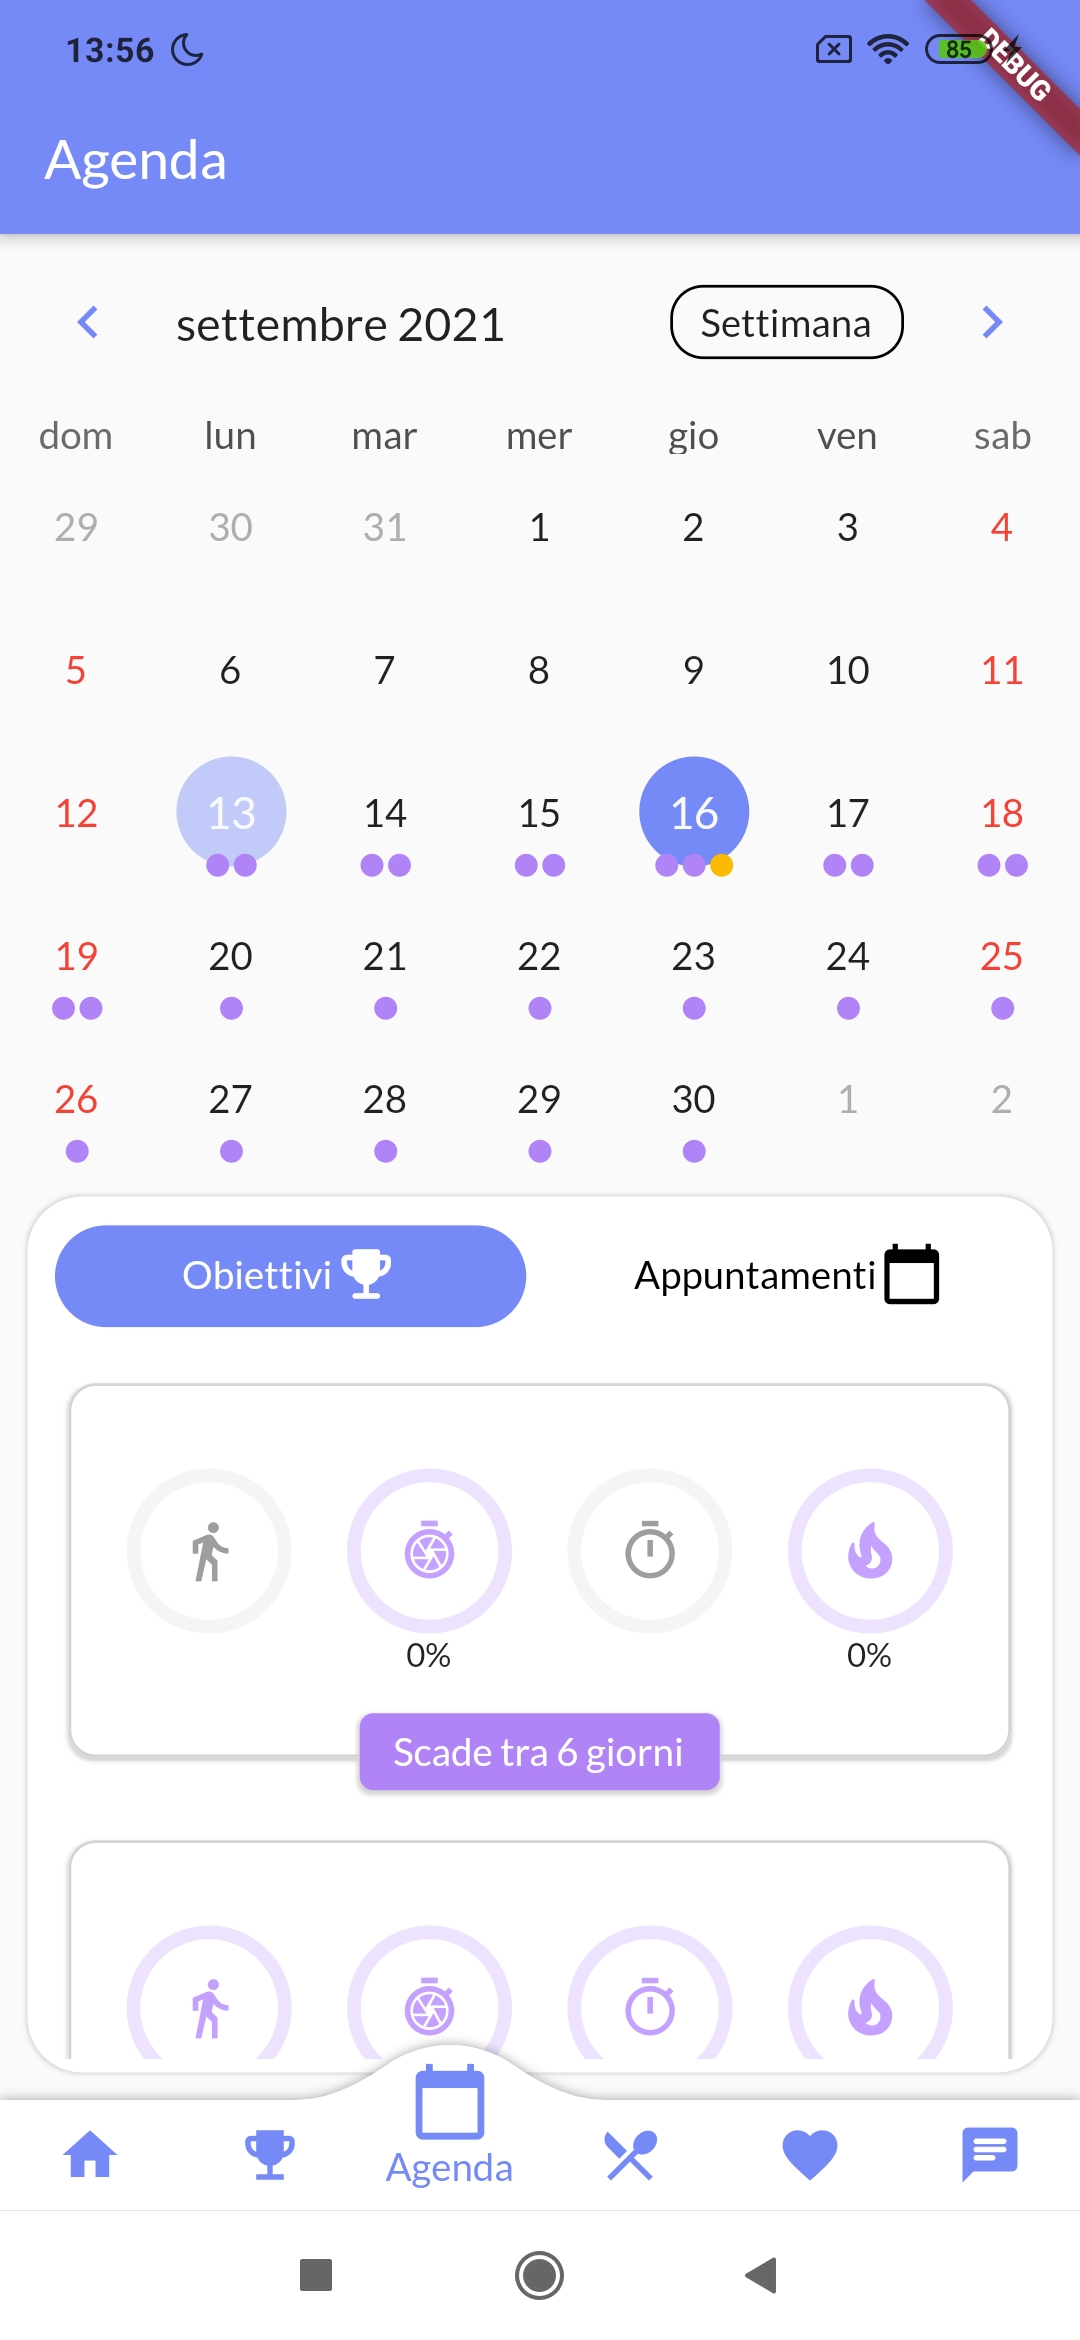 13:56
85
DEBUG
Agenda
settembre 2021 Settimana
dom lun mar mer gio ven sab
29 30 31 1 2 3 4
5 6 7 8 9 10 11
12 13 14 15 16 17 18
19 20 21 22 23 24 25
26 27 28 29 30 1 2
Obiettivi Appuntamenti
0% 0%
Scade tra 6 giorni
Agenda